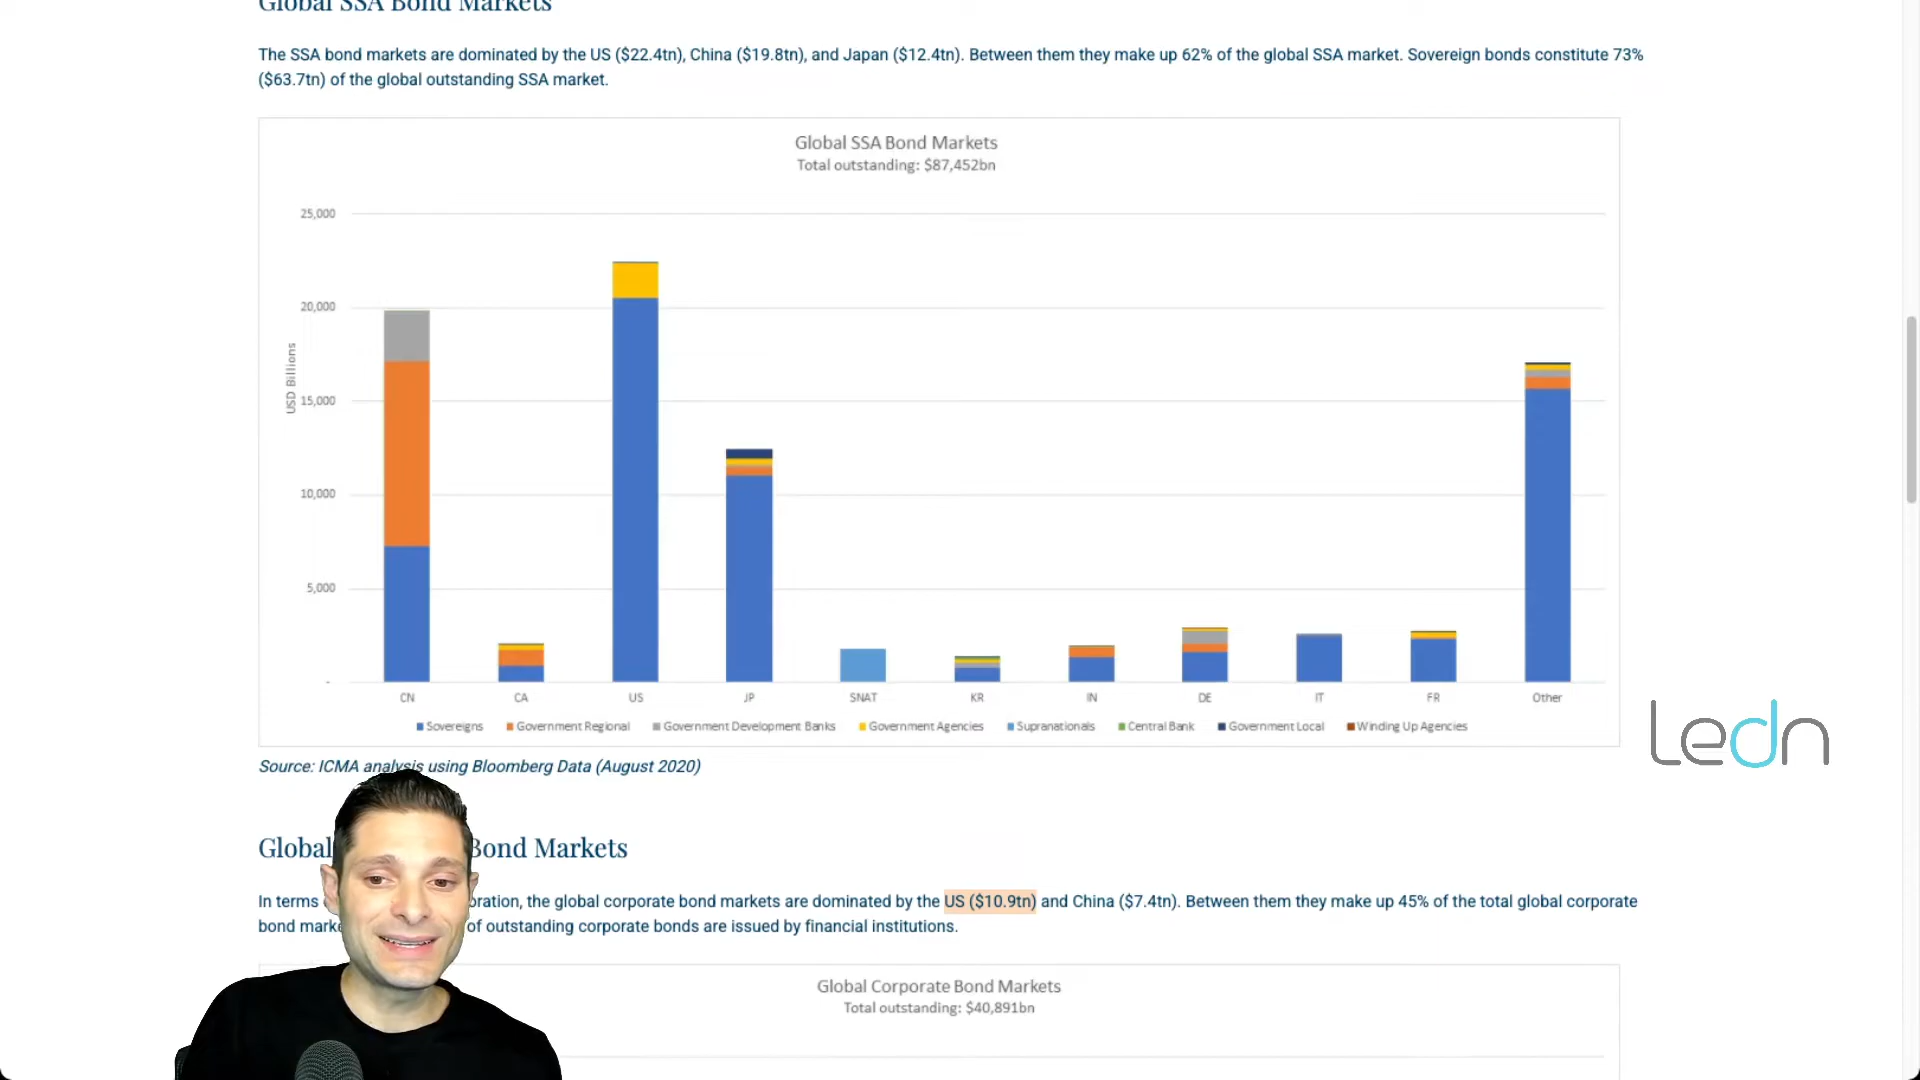 Global SSA Bond Markets
The SSA bond markets are dominated by the US ($22.4tn), China ($19.8tn), and Japan ($12.4tn). Between them they make up 62% of the global SSA market. Sovereign bonds constitute 73%
($63.7tn) of the global outstanding SSA market.
Global SSA Bond Markets
Total outstanding: $87,452bn
USD Billions
25,000
20,000
15,000
10,000
5,000
-
CN CA US JP SNAT KR IN DE IT FR Other
Sovereigns Government Regional Government Development Banks Government Agencies Supranationals Central Bank Government Local Winding Up Agencies
Source: ICMA analysis using Bloomberg Data (August 2020)
Ledn
Global Bond Markets
In terms oration, the global corporate bond markets are dominated by the US ($10.9tn) and China ($7.4tn). Between them they make up 45% of the total global corporate
bond marke of outstanding corporate bonds are issued by financial institutions.
Global Corporate Bond Markets
Total outstanding: $40,891bn